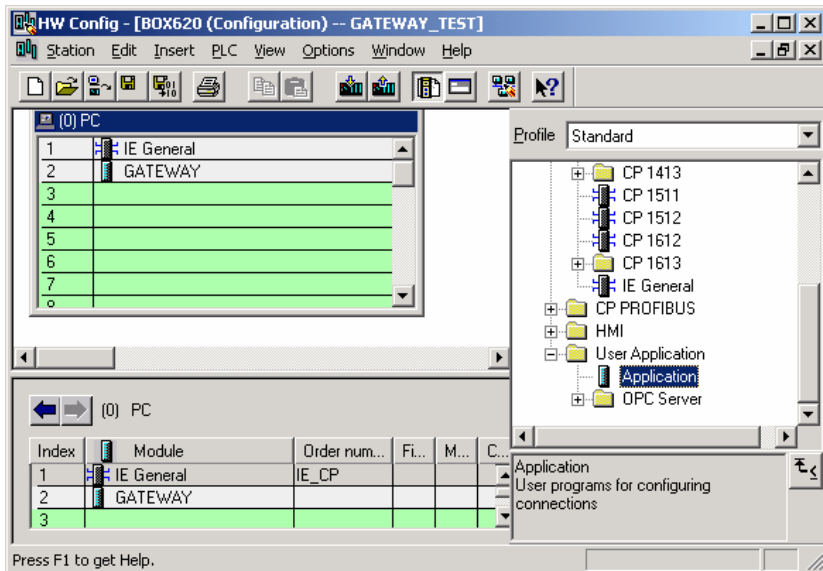 HW Config - [BOX620 (Configuration) -- GATEWAY_TEST]
Station Edit Insert PLC View Options Window Help
(0) PC
1 IE General
2 GATEWAY
3
4
5
6
7
Profile Standard
CP 1413
CP 1511
CP 1512
CP 1612
CP 1613
IE General
CP PROFIBUS
HMI
User Application
Application
OPC Server
(0) PC
Index Module Order num... Fi... M... C...
1 IE General IE_CP
2 GATEWAY
3
Application
User programs for configuring
connections
Press F1 to get Help.